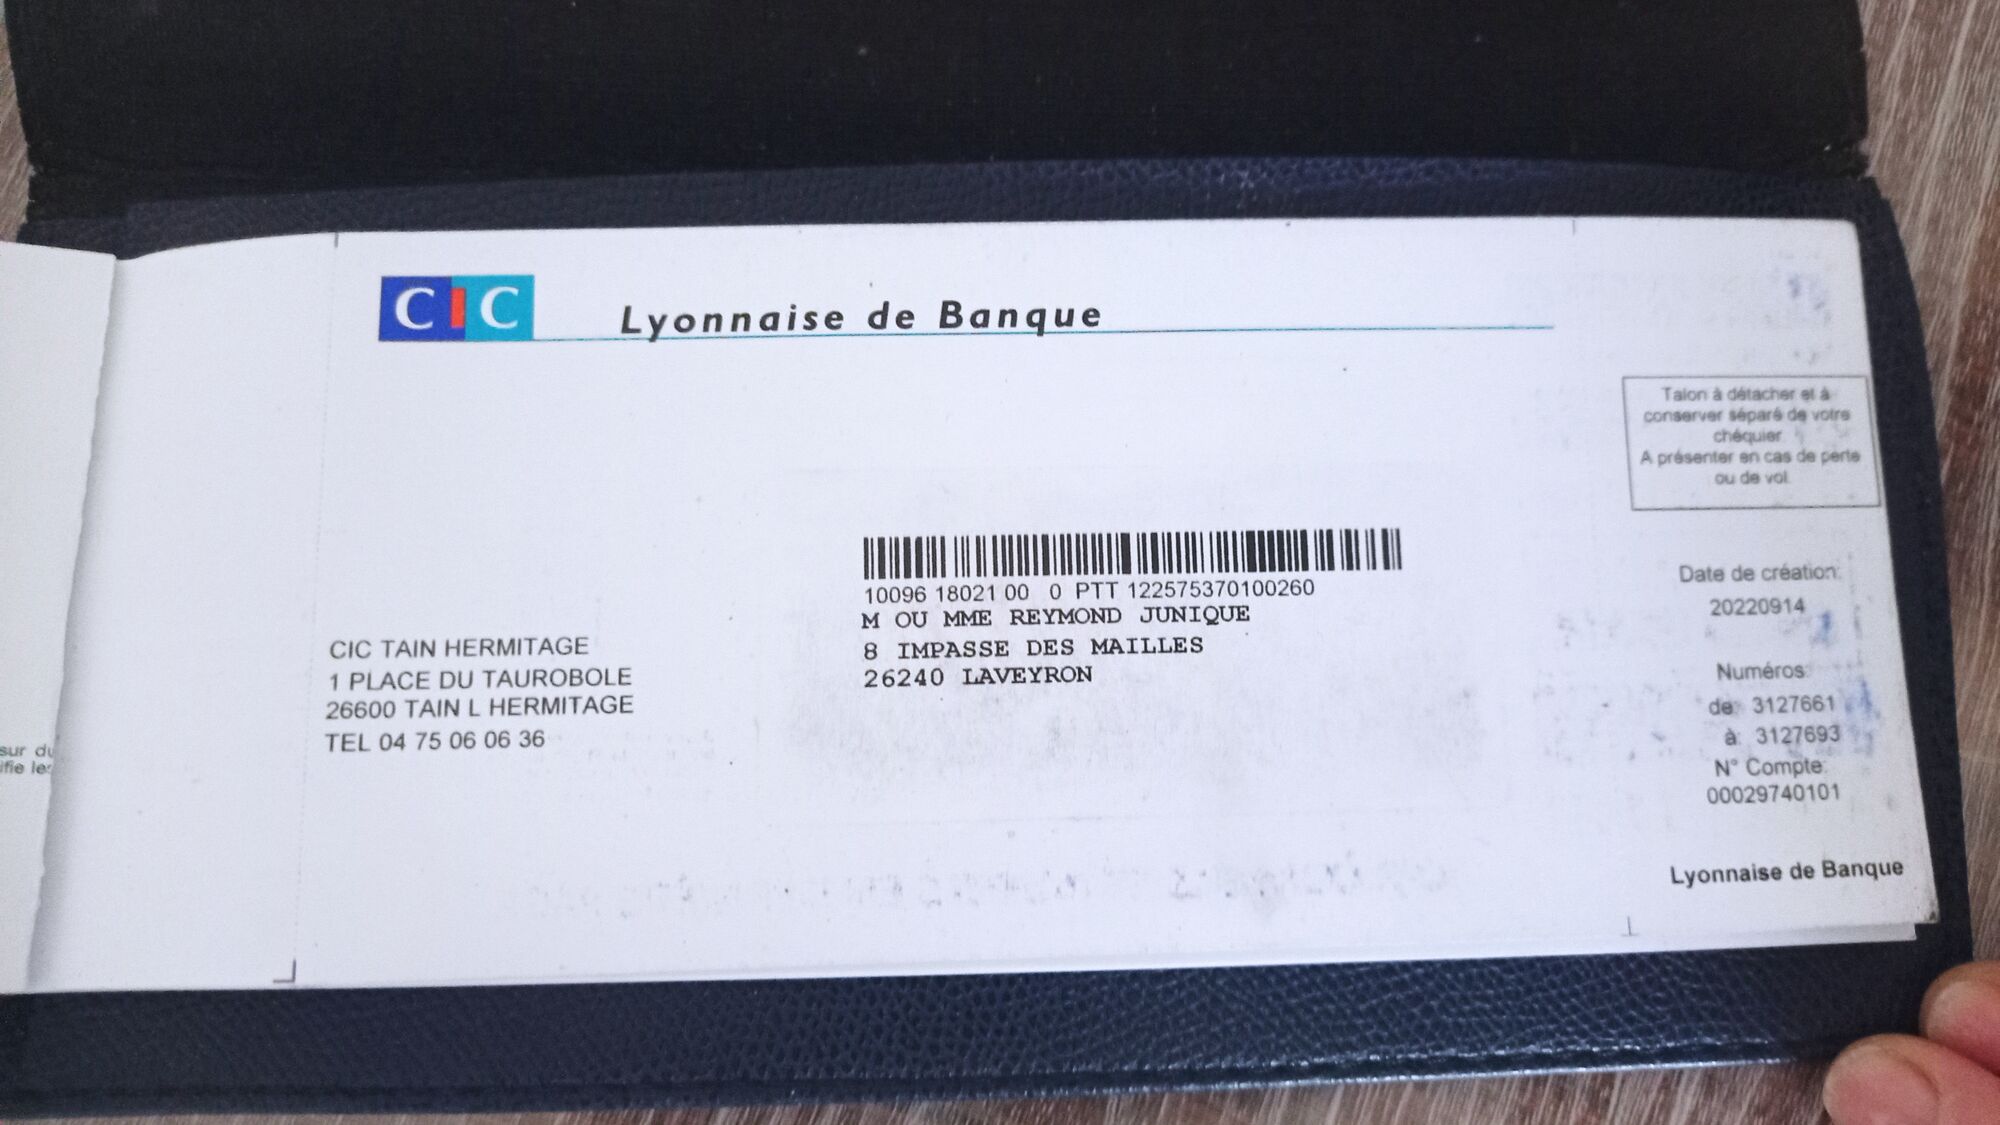 CIC
Lyonnaise de Banque
Talon à détacher et à
conserver séparé de votre
chéquier.
A présenter en cas de perte
ou de vol.
10096 18021 00 0 PTT 122575370100260
M OU MME REYMOND JUNIQUE
8 IMPASSE DES MAILLES
26240 LAVEYRON
CIC TAIN HERMITAGE
1 PLACE DU TAUROBOLE
26600 TAIN L HERMITAGE
TEL 04 75 06 06 36
Date de création:
20220914
Numéros:
de: 3127661
à: 3127693
N° Compte:
00029740101
Lyonnaise de Banque
sur du